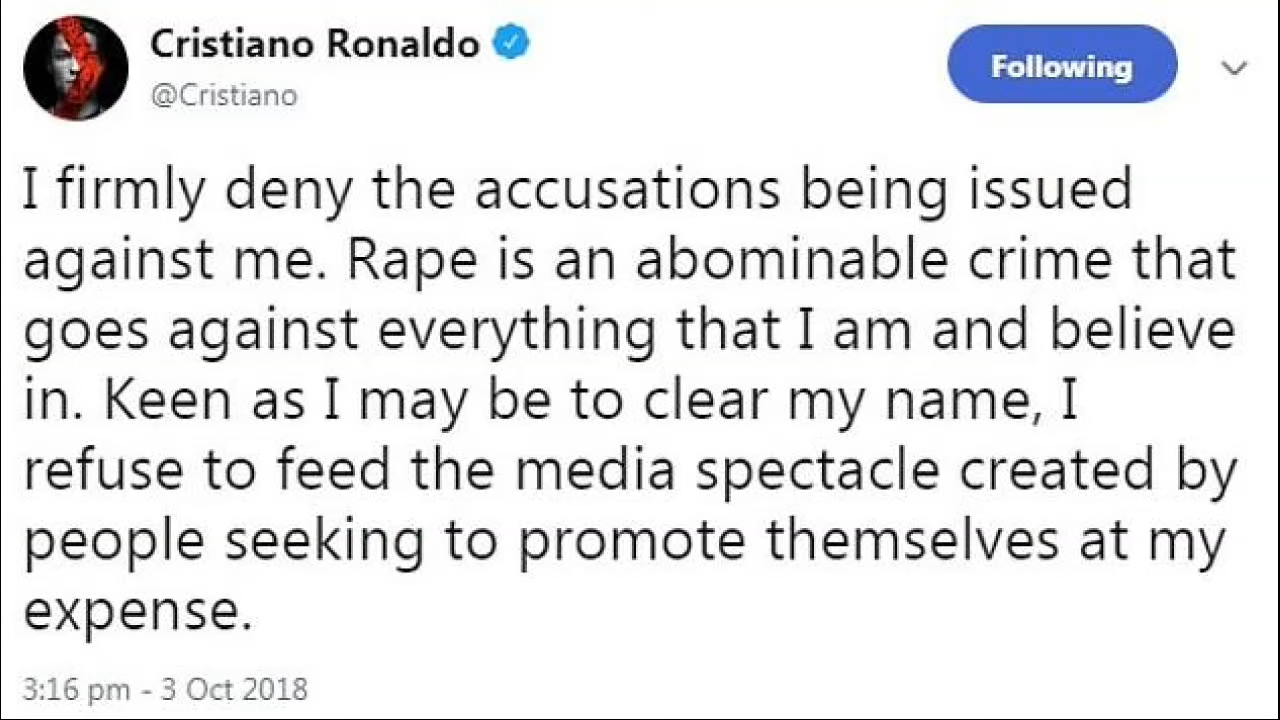 Cristiano Ronaldo
@Cristiano
Following
I firmly deny the accusations being issued
against me. Rape is an abominable crime that
goes against everything that I am and believe
in. Keen as I may be to clear my name, I
refuse to feed the media spectacle created by
people seeking to promote themselves at my
expense.
3:16 pm - 3 Oct 2018